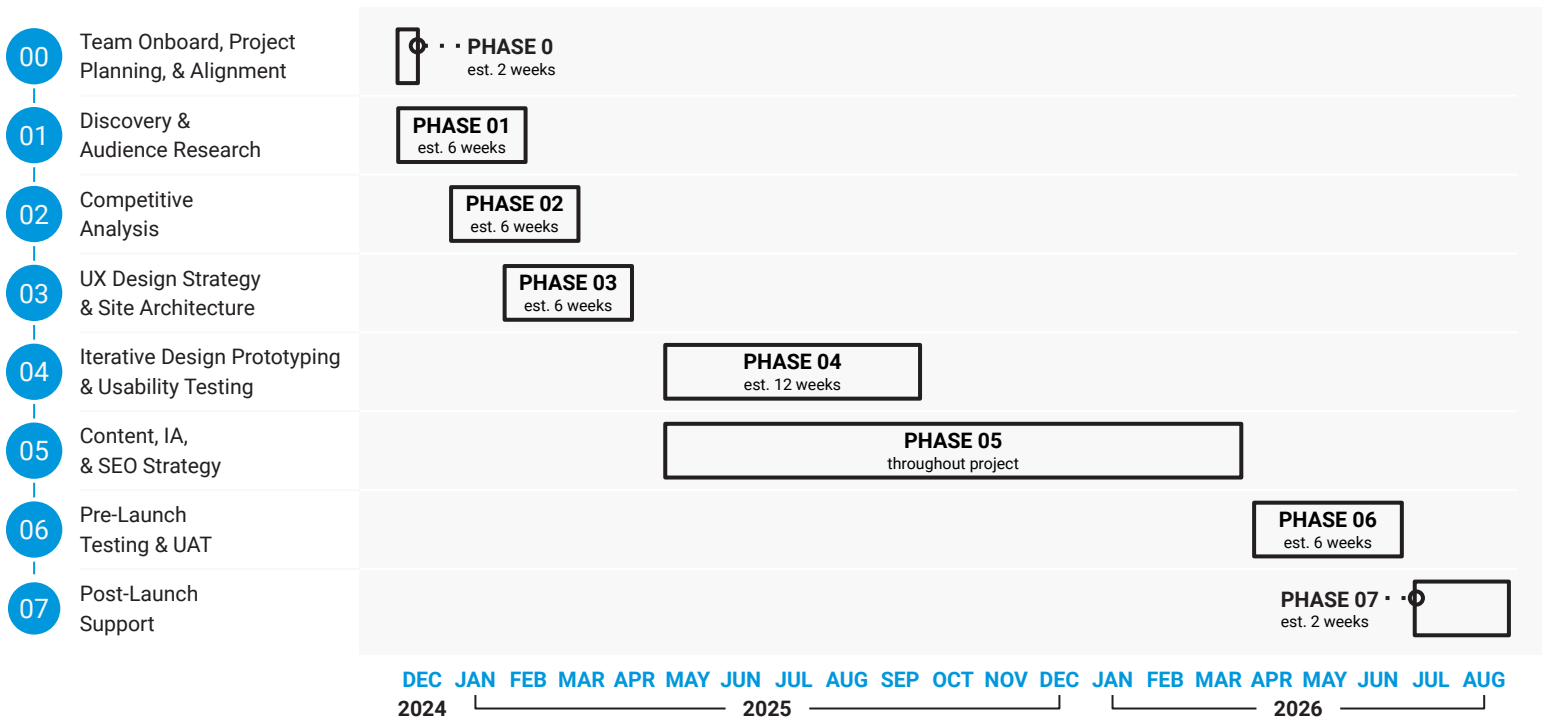 00
Team Onboard, Project
Planning, & Alignment
PHASE 0
est. 2 weeks
01
Discovery &
Audience Research
PHASE 01
est. 6 weeks
02
Competitive
Analysis
PHASE 02
est. 6 weeks
03
UX Design Strategy
& Site Architecture
PHASE 03
est. 6 weeks
04
Iterative Design Prototyping
& Usability Testing
PHASE 04
est. 12 weeks
05
Content, IA,
& SEO Strategy
PHASE 05
throughout project
06
Pre-Launch
Testing & UAT
PHASE 06
est. 6 weeks
07
Post-Launch
Support
PHASE 07
est. 2 weeks
DEC JAN FEB MAR APR MAY JUN JUL AUG SEP OCT NOV DEC JAN FEB MAR APR MAY JUN JUL AUG
2024 2025 2026